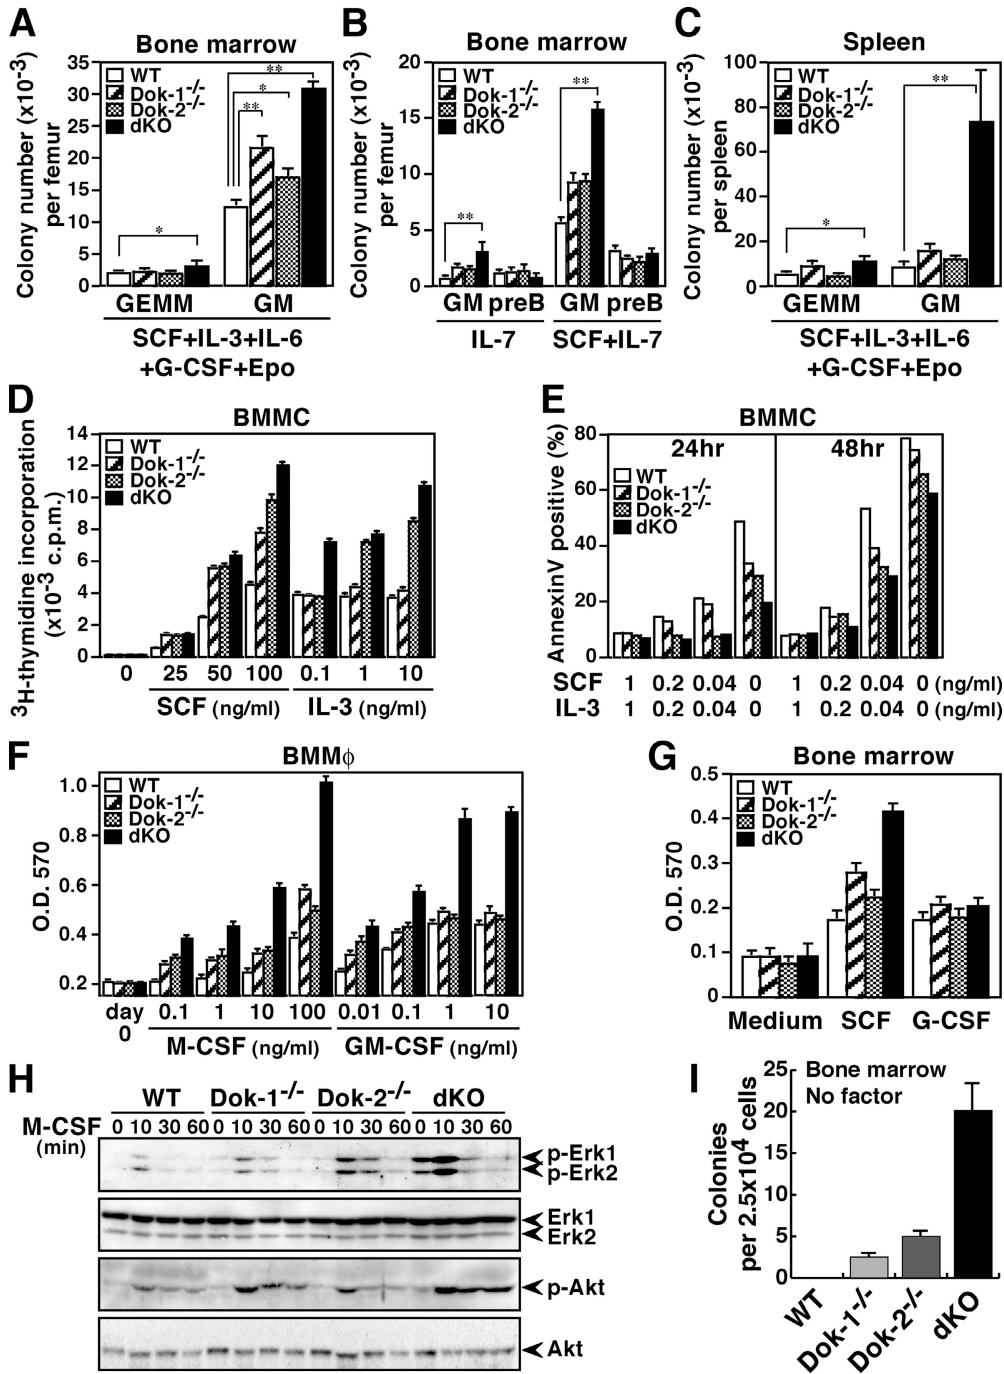 A
Bone marrow
Colony number (x10-3)
per femur
35
30
25
20
15
10
5
0
WT
Dok-1-/-
Dok-2-/-
dKO
**
*
**
*
GEMM GM
SCF+IL-3+IL-6
+G-CSF+Epo
B
Bone marrow
Colony number (x10-3)
per femur
20
15
10
5
0
WT
Dok-1-/-
Dok-2-/-
dKO
**
**
GM preB GM preB
IL-7 SCF+IL-7
C
Spleen
Colony number (x10-3)
per spleen
100
80
60
40
20
0
WT
Dok-1-/-
Dok-2-/-
dKO
**
*
GEMM GM
SCF+IL-3+IL-6
+G-CSF+Epo
D
BMMC
3H-thymidine incorporation
(x10-3 c.p.m.)
14
12
10
8
6
4
2
0
WT
Dok-1-/-
Dok-2-/-
dKO
0 25 50 100 0.1 1 10
SCF (ng/ml) IL-3 (ng/ml)
E
BMMC
AnnexinV positive (%)
80
60
40
20
0
24hr 48hr
WT
Dok-1-/-
Dok-2-/-
dKO
SCF 1 0.2 0.04 0 1 0.2 0.04 0 (ng/ml)
IL-3 1 0.2 0.04 0 1 0.2 0.04 0 (ng/ml)
F
BMMϕ
O.D. 570
1.0
0.8
0.6
0.4
0.2
WT
Dok-1-/-
Dok-2-/-
dKO
day 0.1 1 10 100 0.01 0.1 1 10
0
M-CSF (ng/ml) GM-CSF (ng/ml)
G
Bone marrow
O.D. 570
0.5
0.4
0.3
0.2
0.1
0
WT
Dok-1-/-
Dok-2-/-
dKO
Medium SCF G-CSF
H
WT Dok-1-/- Dok-2-/- dKO
M-CSF 0 10 30 60 0 10 30 60 0 10 30 60 0 10 30 60
(min)
p-Erk1
p-Erk2
Erk1
Erk2
p-Akt
Akt
I
Bone marrow
No factor
Colonies
per 2.5x104 cells
25
20
15
10
5
0
WT
Dok-1-/-
Dok-2-/-
dKO